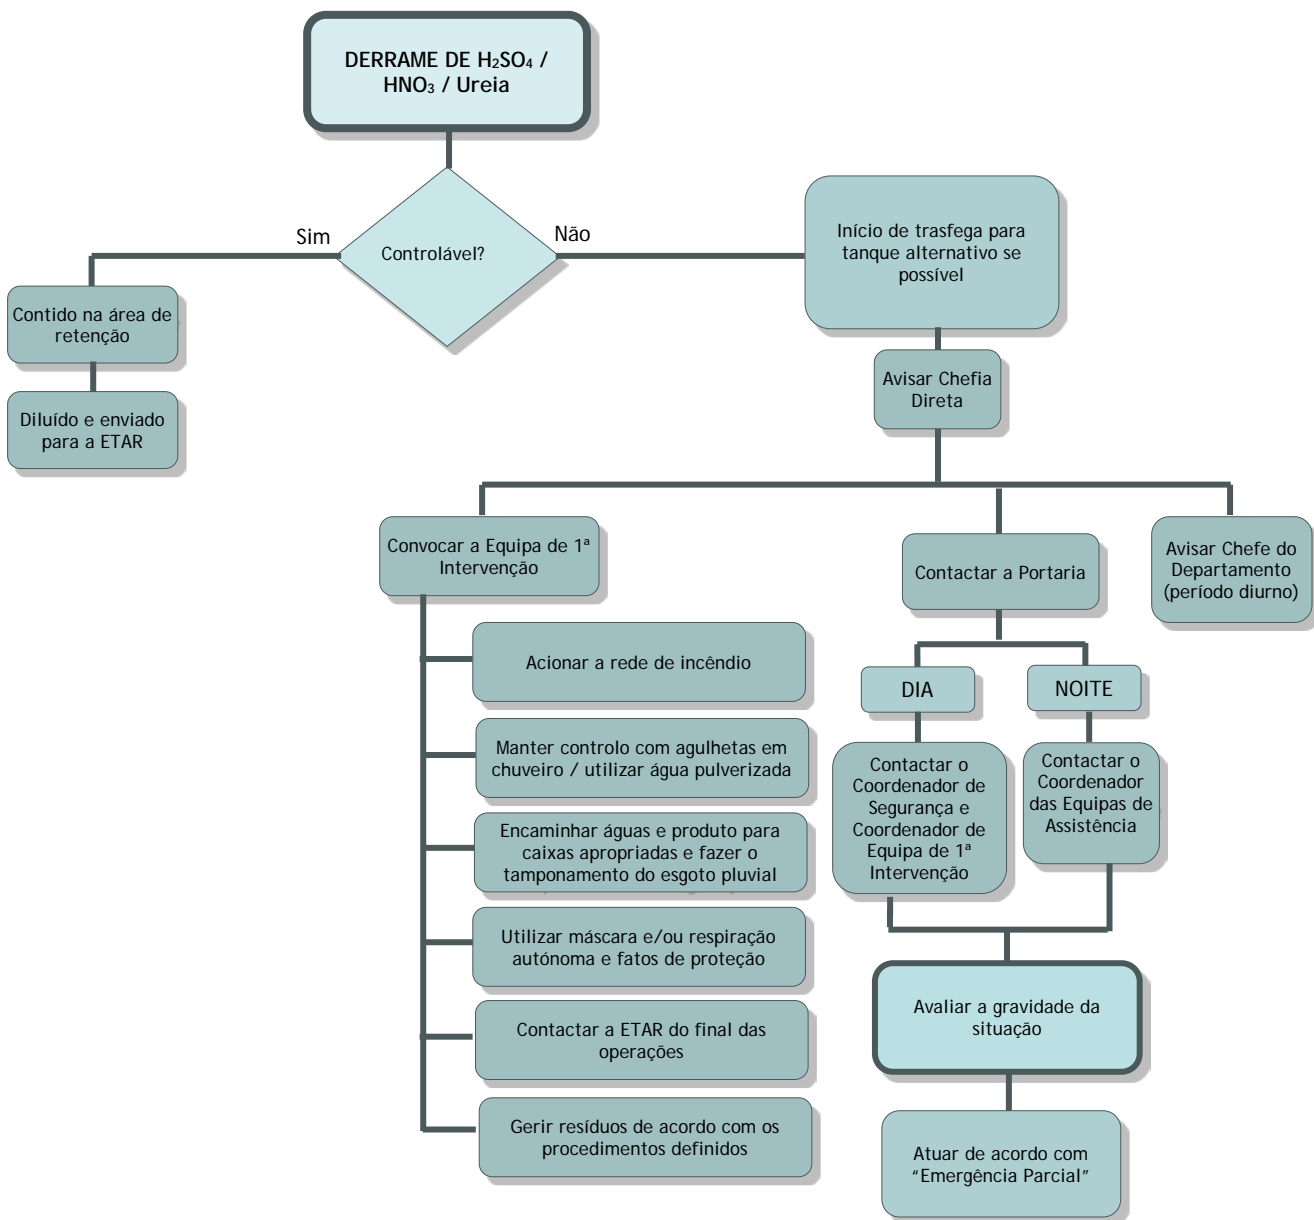 DERRAME DE H₂SO₄ /
HNO₃ / Ureia
Controlável?
Sim
Não
Contido na área de
retenção
Diluído e enviado
para a ETAR
Início de trasfega para
tanque alternativo se
possível
Avisar Chefia
Direta
Convocar a Equipa de 1ª
Intervenção
Acionar a rede de incêndio
Manter controlo com agulhetas em
chuveiro / utilizar água pulverizada
Encaminhar águas e produto para
caixas apropriadas e fazer o
tamponamento do esgoto pluvial
Utilizar máscara e/ou respiração
autónoma e fatos de proteção
Contactar a ETAR do final das
operações
Gerir resíduos de acordo com os
procedimentos definidos
Contactar a Portaria
DIA
Contactar o
Coordenador de
Segurança e
Coordenador de
Equipa de 1ª
Intervenção
NOITE
Contactar o
Coordenador
das Equipas de
Assistência
Avaliar a gravidade da
situação
Atuar de acordo com
“Emergência Parcial”
Avisar Chefe do
Departamento
(período diurno)